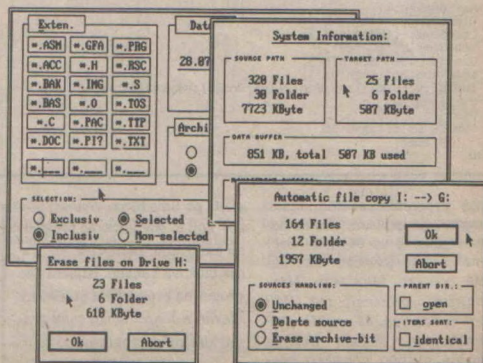 Exten.
*.ASM *.GFA *.PRG
*.ACC *.H *.RSC
*.BAK *.IMG *.S
*.BAS *.O *.TOS
*.C *.PAC *.TTP
*.DOC *.PI? *.TXT
*.___ *.___ *.___
Dat
28.07
Archi
SELECTION:
Exclusiv Selected
Inclusiv Non-selected
System Information:
SOURCE PATH
320 Files
30 Folder
7723 KByte
TARGET PATH
25 Files
6 Folder
507 KByte
DATA BUFFER
851 KB, total 507 KB used
Automatic file copy I: --> G:
164 Files
12 Folder
1957 KByte
Ok
Abort
SOURCES HANDLING:
Unchanged
Delete source
Erase archive-bit
PARENT DIR.:
open
ITEMS SORT:
identical
Erase files on Drive H:
23 Files
6 Folder
610 KByte
Ok Abort